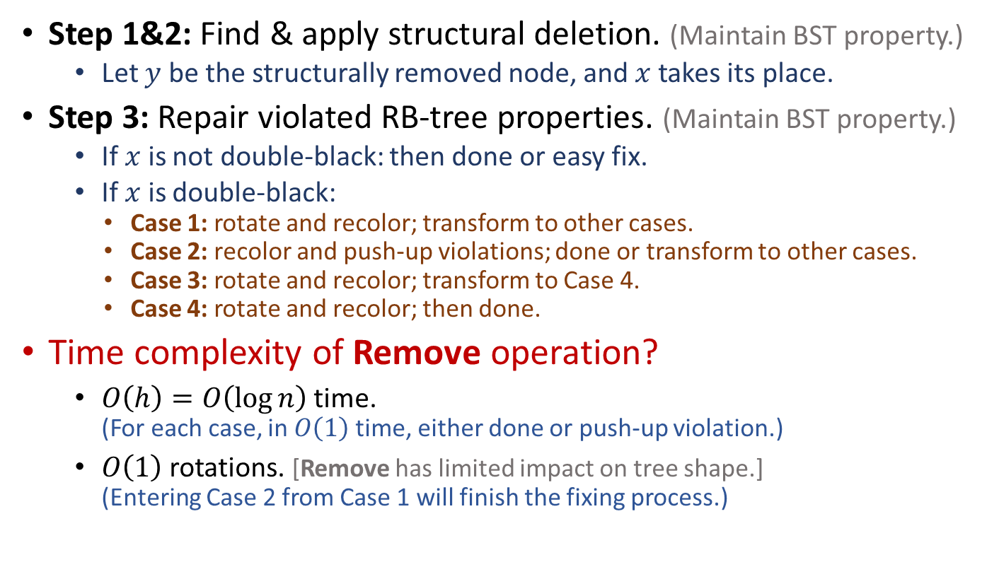 • Step 1&2: Find & apply structural deletion. (Maintain BST property.)
• Let y be the structurally removed node, and x takes its place.
• Step 3: Repair violated RB-tree properties. (Maintain BST property.)
• If x is not double-black: then done or easy fix.
• If x is double-black:
• Case 1: rotate and recolor; transform to other cases.
• Case 2: recolor and push-up violations; done or transform to other cases.
• Case 3: rotate and recolor; transform to Case 4.
• Case 4: rotate and recolor; then done.
• Time complexity of Remove operation?
• O(h) = O(log n) time.
(For each case, in O(1) time, either done or push-up violation.)
• O(1) rotations. [Remove has limited impact on tree shape.]
(Entering Case 2 from Case 1 will finish the fixing process.)